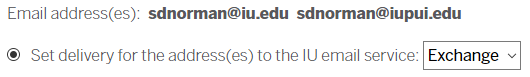 Email address(es): sdnorman@iu.edu sdnorman@iupui.edu
Set delivery for the address(es) to the IU email service: Exchange